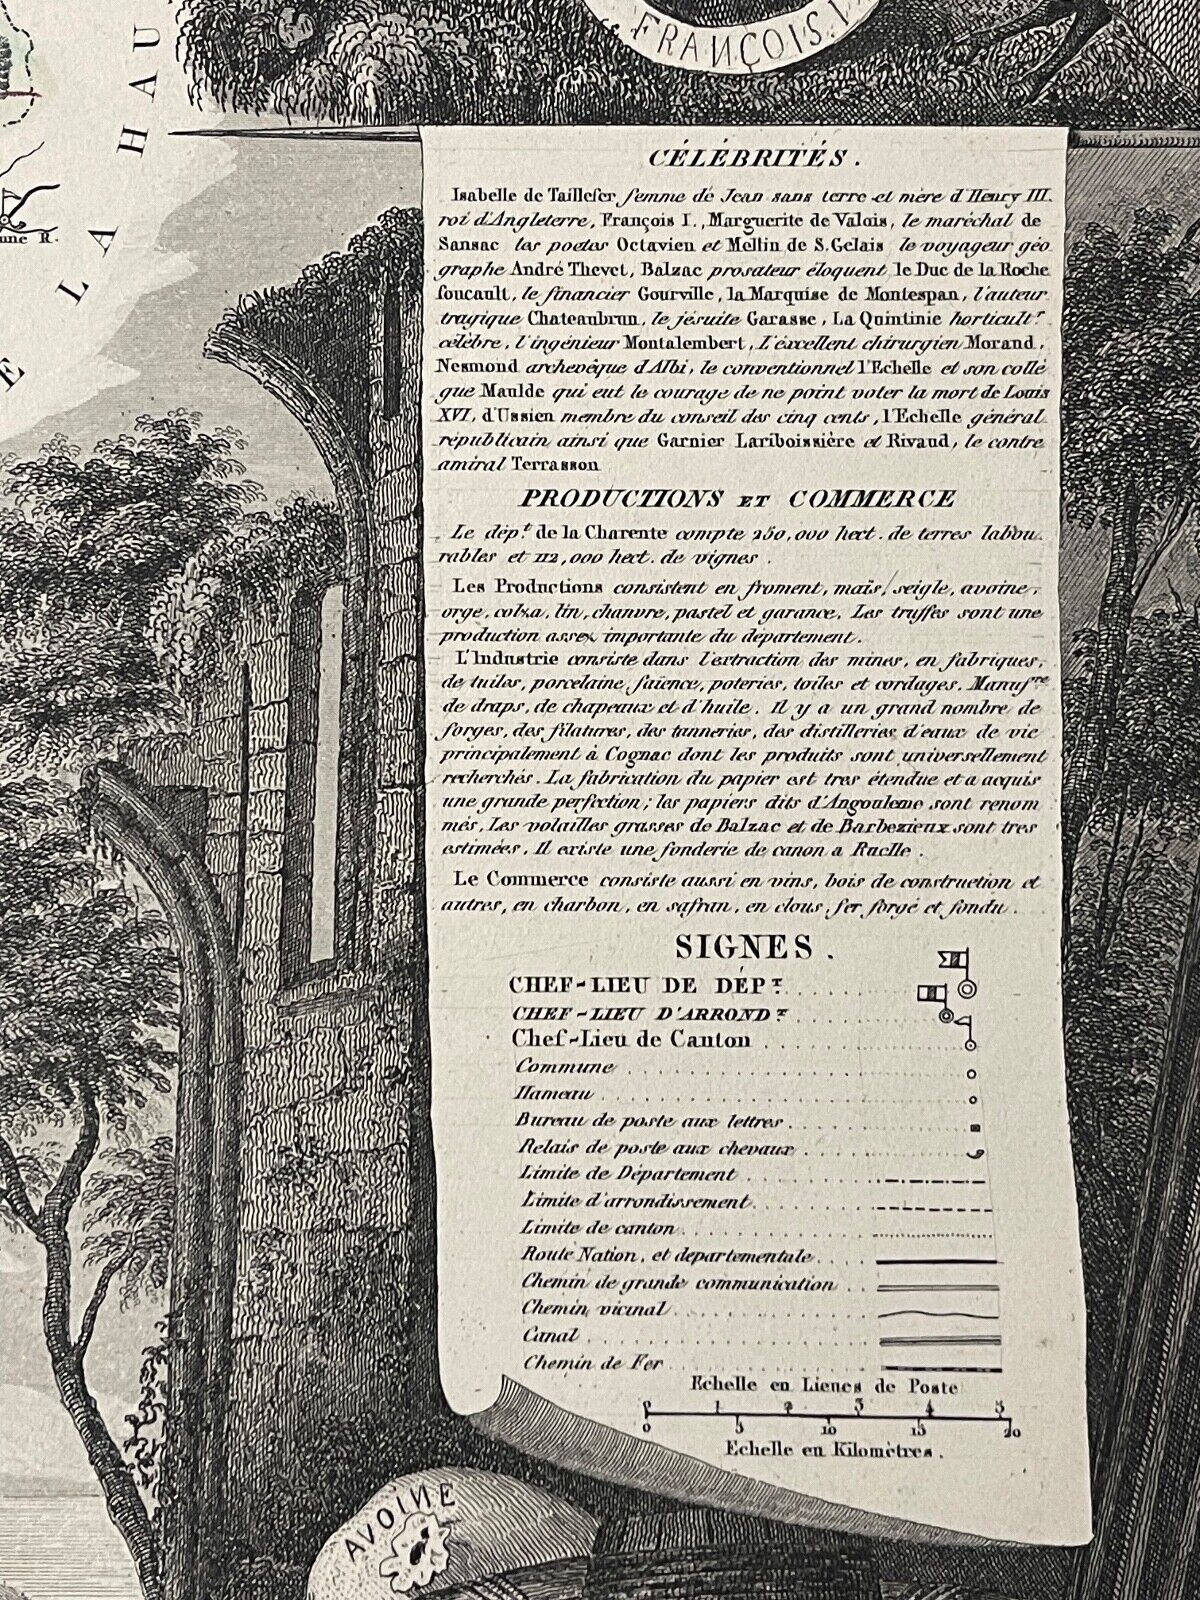 FRANÇOIS. I
LA HAU
E
une R.
CÉLÉBRITÉS.
Isabelle de Taillefer femme de Jean sans terre et mère d'Henry III.
roi d'Angleterre, François I., Marguerite de Valois, le maréchal de
Sansac les poetes Octavien et Mellin de S. Gelais le voyageur géo
graphe André Thevet, Balzac prosateur éloquent le Duc de la Roche
foucault, le financier Gourville, la Marquise de Montespan, l'auteur
tragique Chateaubrun, le jésuite Garasse, La Quintinie horticultr
célèbre, l'ingénieur Montalembert, L'éxcellent chirurgien Morand,
Nesmond archevêque d'Albi, le conventionnel l'Echelle et son collé
gue Maulde qui eut le courage de ne point voter la mort de Louis
XVI, d'Ussien membre du conseil des cinq cents, l'Echelle général
républicain ainsi que Garnier Lariboissière et Rivaud, le contre
amiral Terrasson
PRODUCTIONS ET COMMERCE
Le dépt de la Charente compte 250,000 hect. de terres labou
rables et 112,000 hect. de vignes.
Les Productions consistent en froment, maïs, seigle, avoine,
orge, colza, lin, chanvre, pastel et garance. Les truffes sont une
production assez importante du département.
L'Industrie consiste dans l'extraction des mines, en fabriques,
de tuiles, porcelaine, faïence, poteries, toiles et cordages. Manufre
de draps, de chapeaux et d'huile. Il y a un grand nombre de
forges, des filatures, des tanneries, des distilleries d'eaux de vie
principalement à Cognac dont les produits sont universellement
recherchés. La fabrication du papier est tres étendue et a acquis
une grande perfection; les papiers dits d'Angouleme sont renom
més, Les volailles grasses de Balzac et de Barbezieux sont tres
estimées. Il existe une fonderie de canon a Ruelle.
Le Commerce consiste aussi en vins, bois de construction et
autres, en charbon, en safran, en clous, fer forgé et fondu.
SIGNES.
CHEF-LIEU DE DÉPT.
CHEF-LIEU D'ARRONDT.
Chef-Lieu de Canton
Commune
Hameau
Bureau de poste aux lettres
Relais de poste aux chevaux
Limite de Département
Limite d'arrondissement
Limite de canton
Route Nation, et départementale
Chemin de grande communication
Chemin vicinal
Canal
Chemin de Fer
Echelle en Lieues de Poste
0 1 2 3 4 5
0 5 10 15 20
Echelle en Kilomètres.
AVOINE